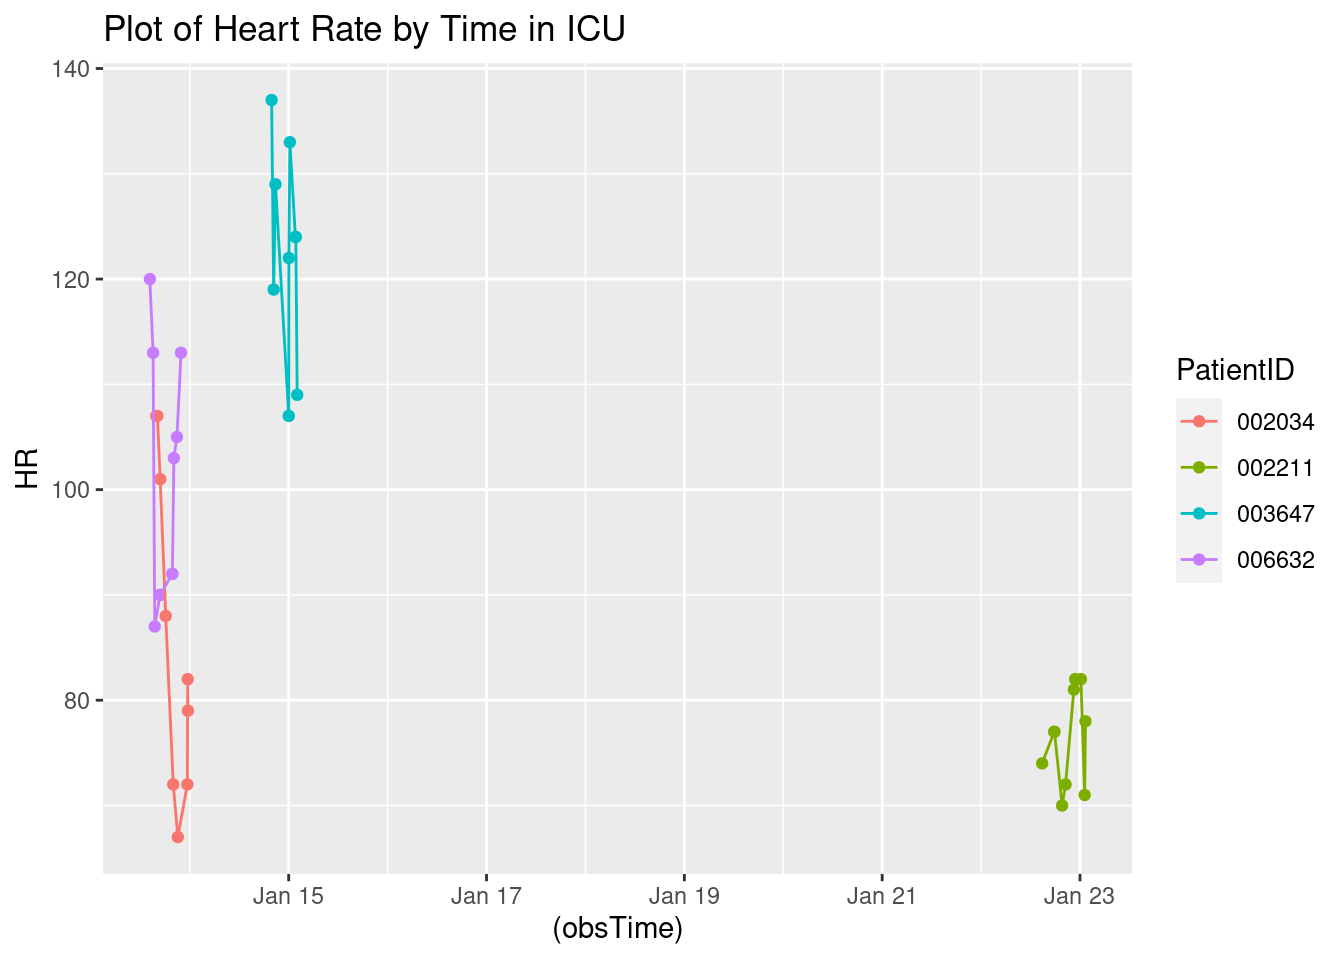 Plot of Heart Rate by Time in ICU
140
120
100
80
HR
Jan 15
Jan 17
Jan 19
Jan 21
Jan 23
(obsTime)
PatientID
002034
002211
003647
006632